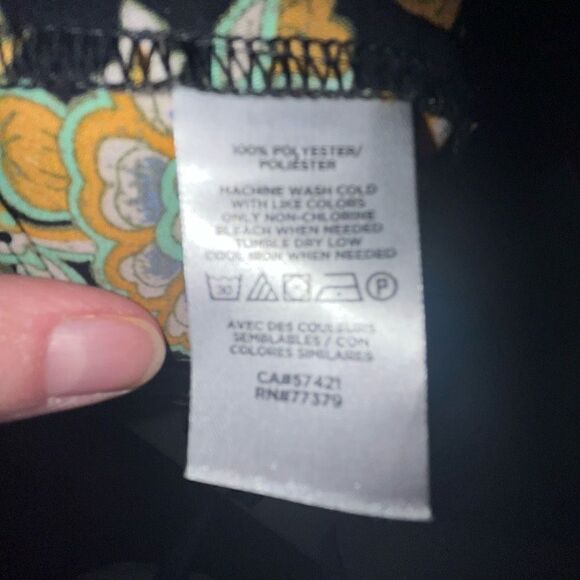 100% POLYESTER/
POLIÉSTER
MACHINE WASH COLD
WITH LIKE COLORS
ONLY NON-CHLORINE
BLEACH WHEN NEEDED
TUMBLE DRY LOW
COOL IRON WHEN NEEDED
30 P
AVEC DES COULEURS
SEMBLABLES / CON
COLORES SIMILARES
CA#57421
RN#77379